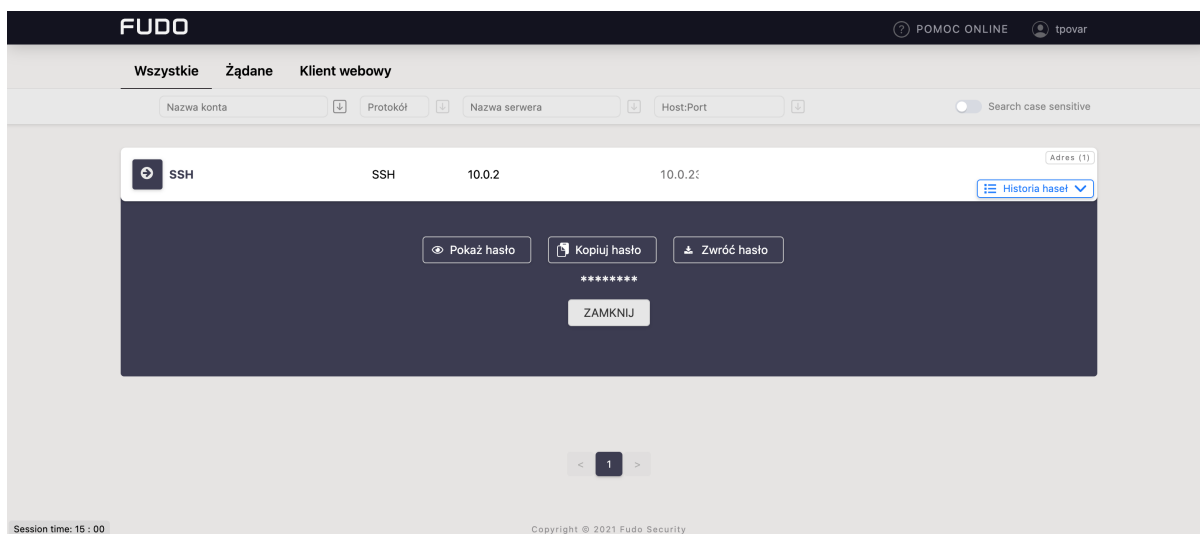 FUDO
POMOC ONLINE tpovar
Wszystkie Żądane Klient webowy
Nazwa konta Protokół Nazwa serwera Host:Port Search case sensitive
Adres (1)
SSH SSH 10.0.2 10.0.23
Historia haseł
Pokaż hasło Kopiuj hasło Zwróć hasło
********
ZAMKNIJ
< 1 >
Session time: 15 : 00 Copyright © 2021 Fudo Security